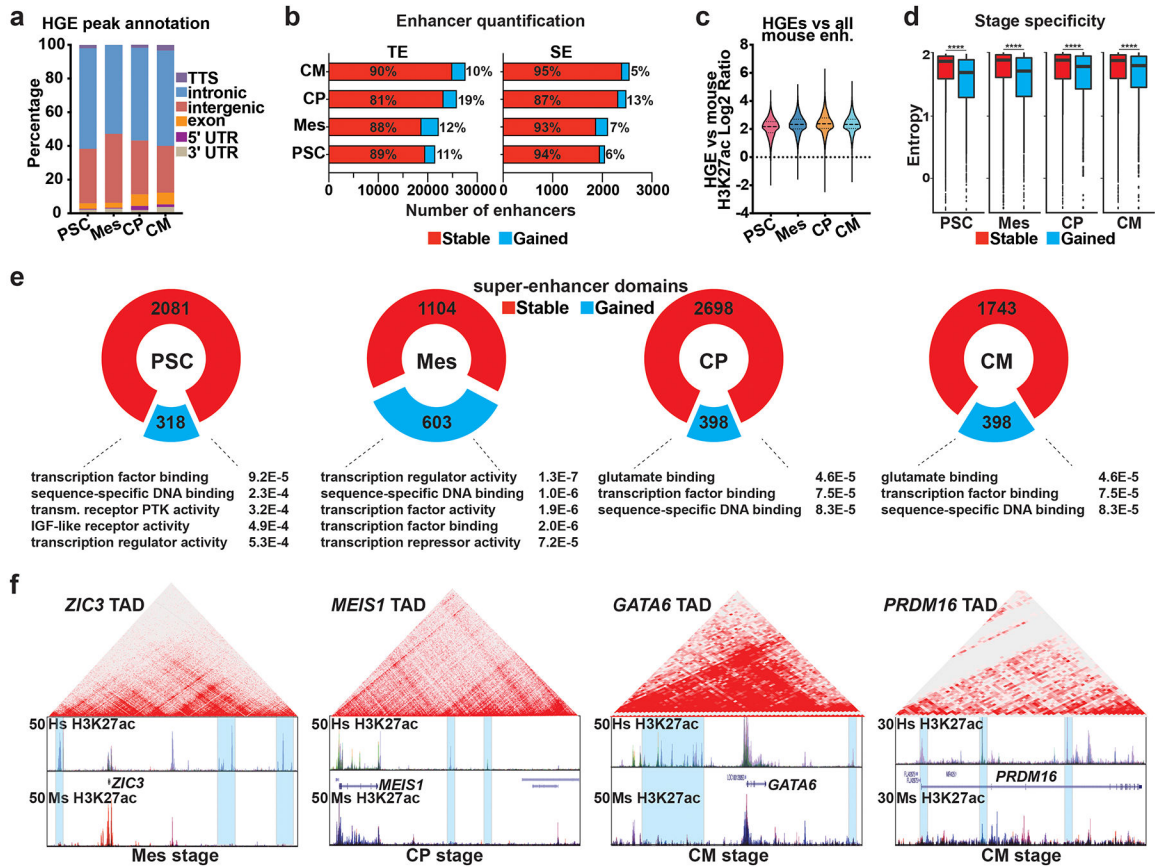 a
HGE peak annotation
Percentage
100
80
60
40
20
0
PSC
Mes
CP
CM
TTS
intronic
intergenic
exon
5' UTR
3' UTR
b
Enhancer quantification
TE
SE
CM
90%
10%
95%
5%
CP
81%
19%
87%
13%
Mes
88%
12%
93%
7%
PSC
89%
11%
94%
6%
0
10000
20000
30000
0
1000
2000
3000
Number of enhancers
Stable
Gained
c
HGEs vs all
mouse enh.
HGE vs mouse
H3K27ac Log2 Ratio
8
6
4
2
0
-2
-4
PSC
Mes
CP
CM
d
Stage specificity
Entropy
2
1
0
****
****
****
****
PSC
Mes
CP
CM
Stable
Gained
e
super-enhancer domains
Stable
Gained
2081
PSC
318
1104
Mes
603
2698
CP
398
1743
CM
398
transcription factor binding 9.2E-5
sequence-specific DNA binding 2.3E-4
transm. receptor PTK activity 3.2E-4
IGF-like receptor activity 4.9E-4
transcription regulator activity 5.3E-4
transcription regulator activity 1.3E-7
sequence-specific DNA binding 1.0E-6
transcription factor activity 1.9E-6
transcription factor binding 2.0E-6
transcription repressor activity 7.2E-5
glutamate binding 4.6E-5
transcription factor binding 7.5E-5
sequence-specific DNA binding 8.3E-5
glutamate binding 4.6E-5
transcription factor binding 7.5E-5
sequence-specific DNA binding 8.3E-5
f
ZIC3 TAD
50
Hs H3K27ac
ZIC3
50
Ms H3K27ac
Mes stage
MEIS1 TAD
50
Hs H3K27ac
MEIS1
50
Ms H3K27ac
CP stage
GATA6 TAD
50
Hs H3K27ac
GATA6
50
Ms H3K27ac
CM stage
PRDM16 TAD
30
Hs H3K27ac
PRDM16
30
Ms H3K27ac
CM stage